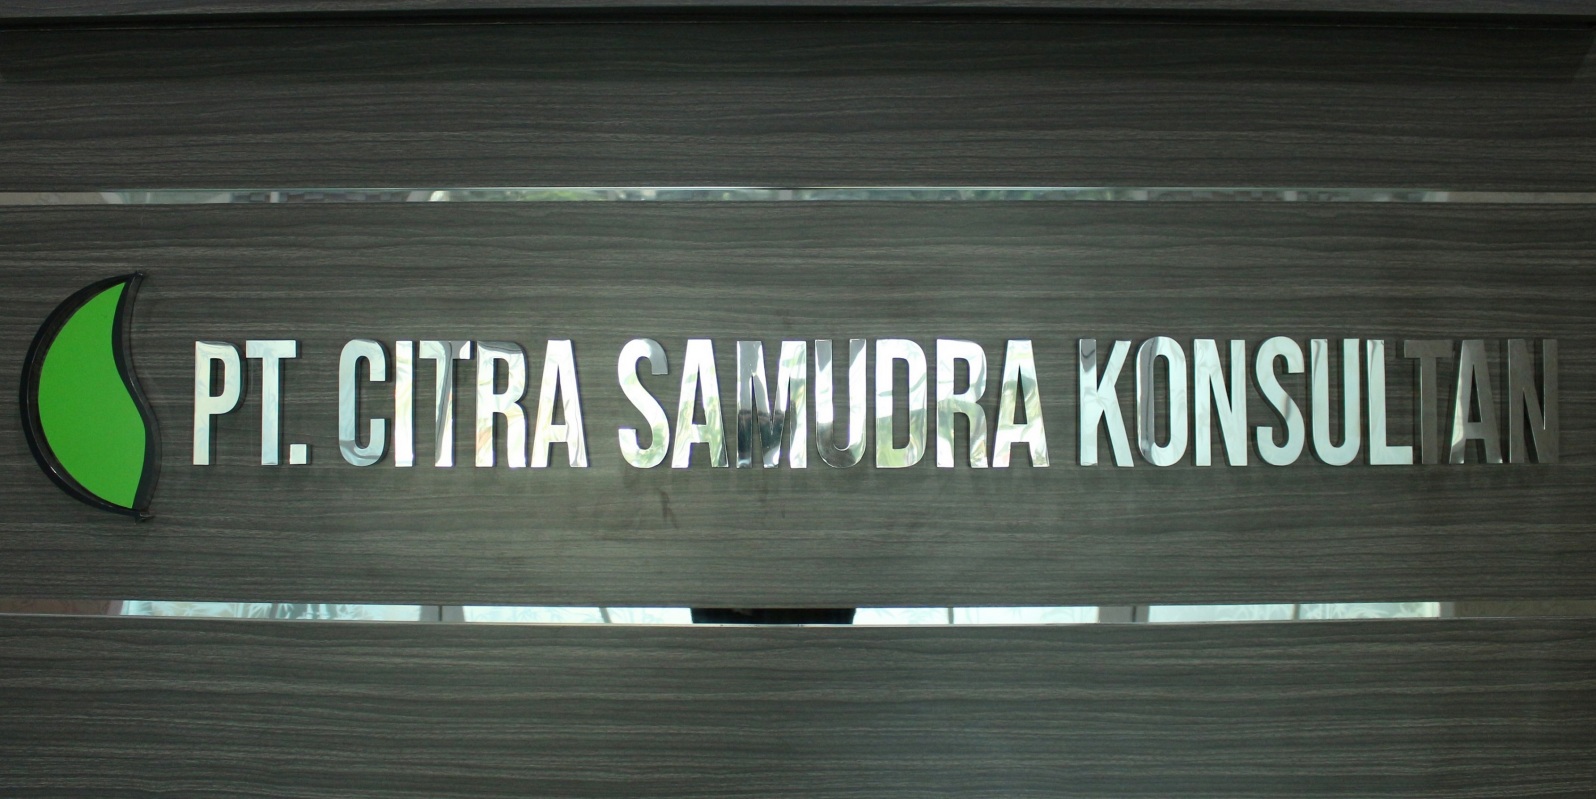 PT. CITRA SAMUDRA KONSULTAN